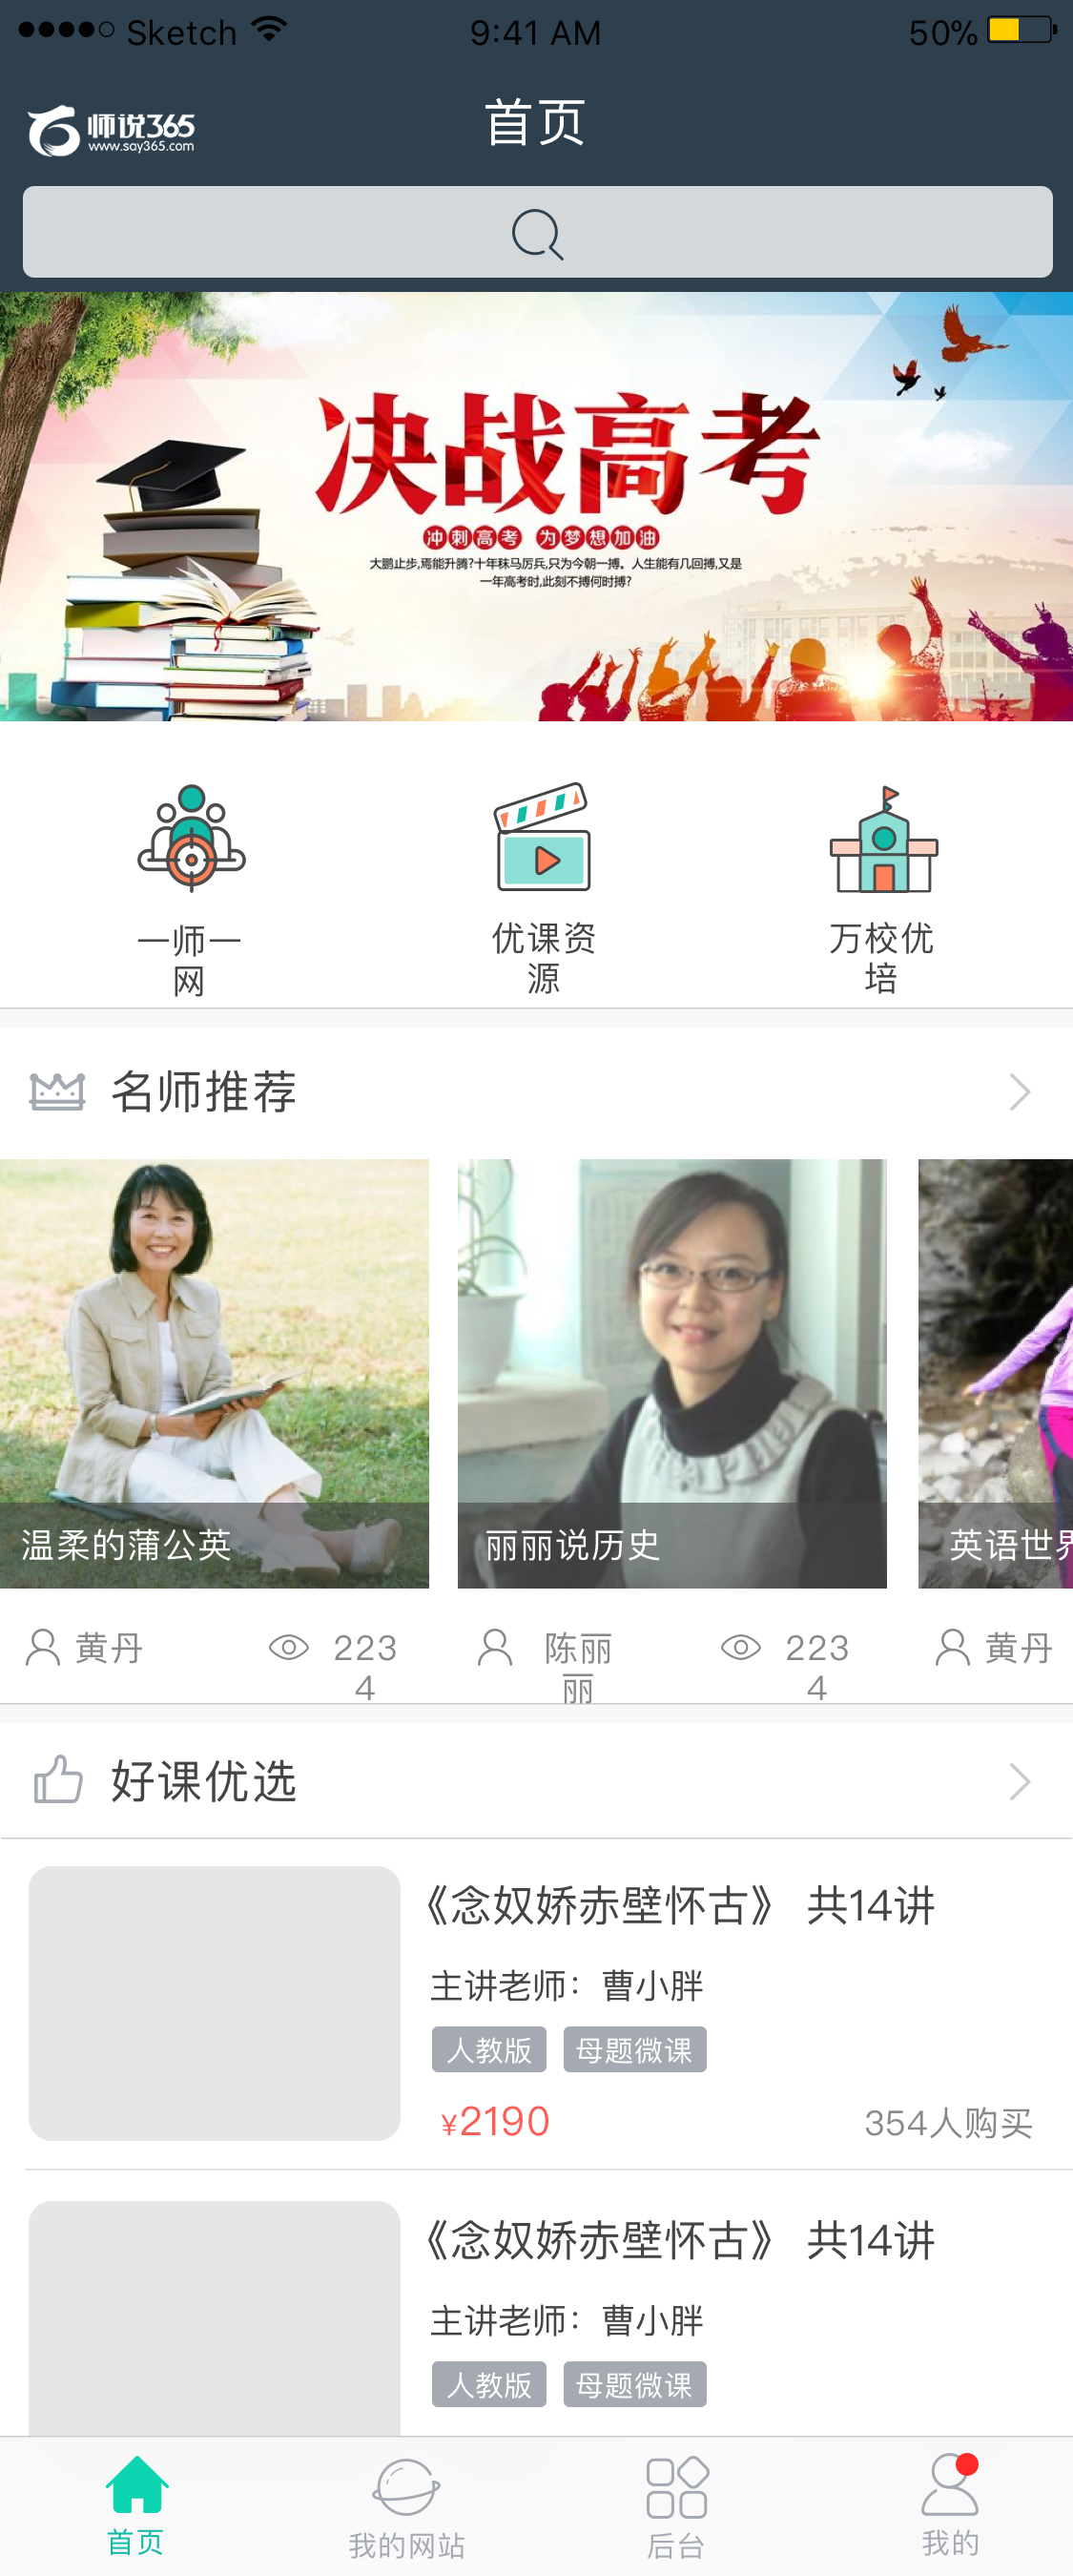 Sketch 9:41 AM 50%
师说365
www.say365.com
首页
决战高考
冲刺高考 为梦想加油
大鹏止步,焉能升腾?十年秣马厉兵,只为今朝一搏。人生能有几回搏,又是
一年高考时,此刻不搏何时搏?
一师一
网
优课资
源
万校优
培
名师推荐
温柔的蒲公英
丽丽说历史
英语世界
黄丹
223
4
陈丽
丽
223
4
黄丹
好课优选
《念奴娇赤壁怀古》 共14讲
主讲老师：曹小胖
人教版 母题微课
¥2190 354人购买
《念奴娇赤壁怀古》 共14讲
主讲老师：曹小胖
人教版 母题微课
首页 我的网站 后台 我的